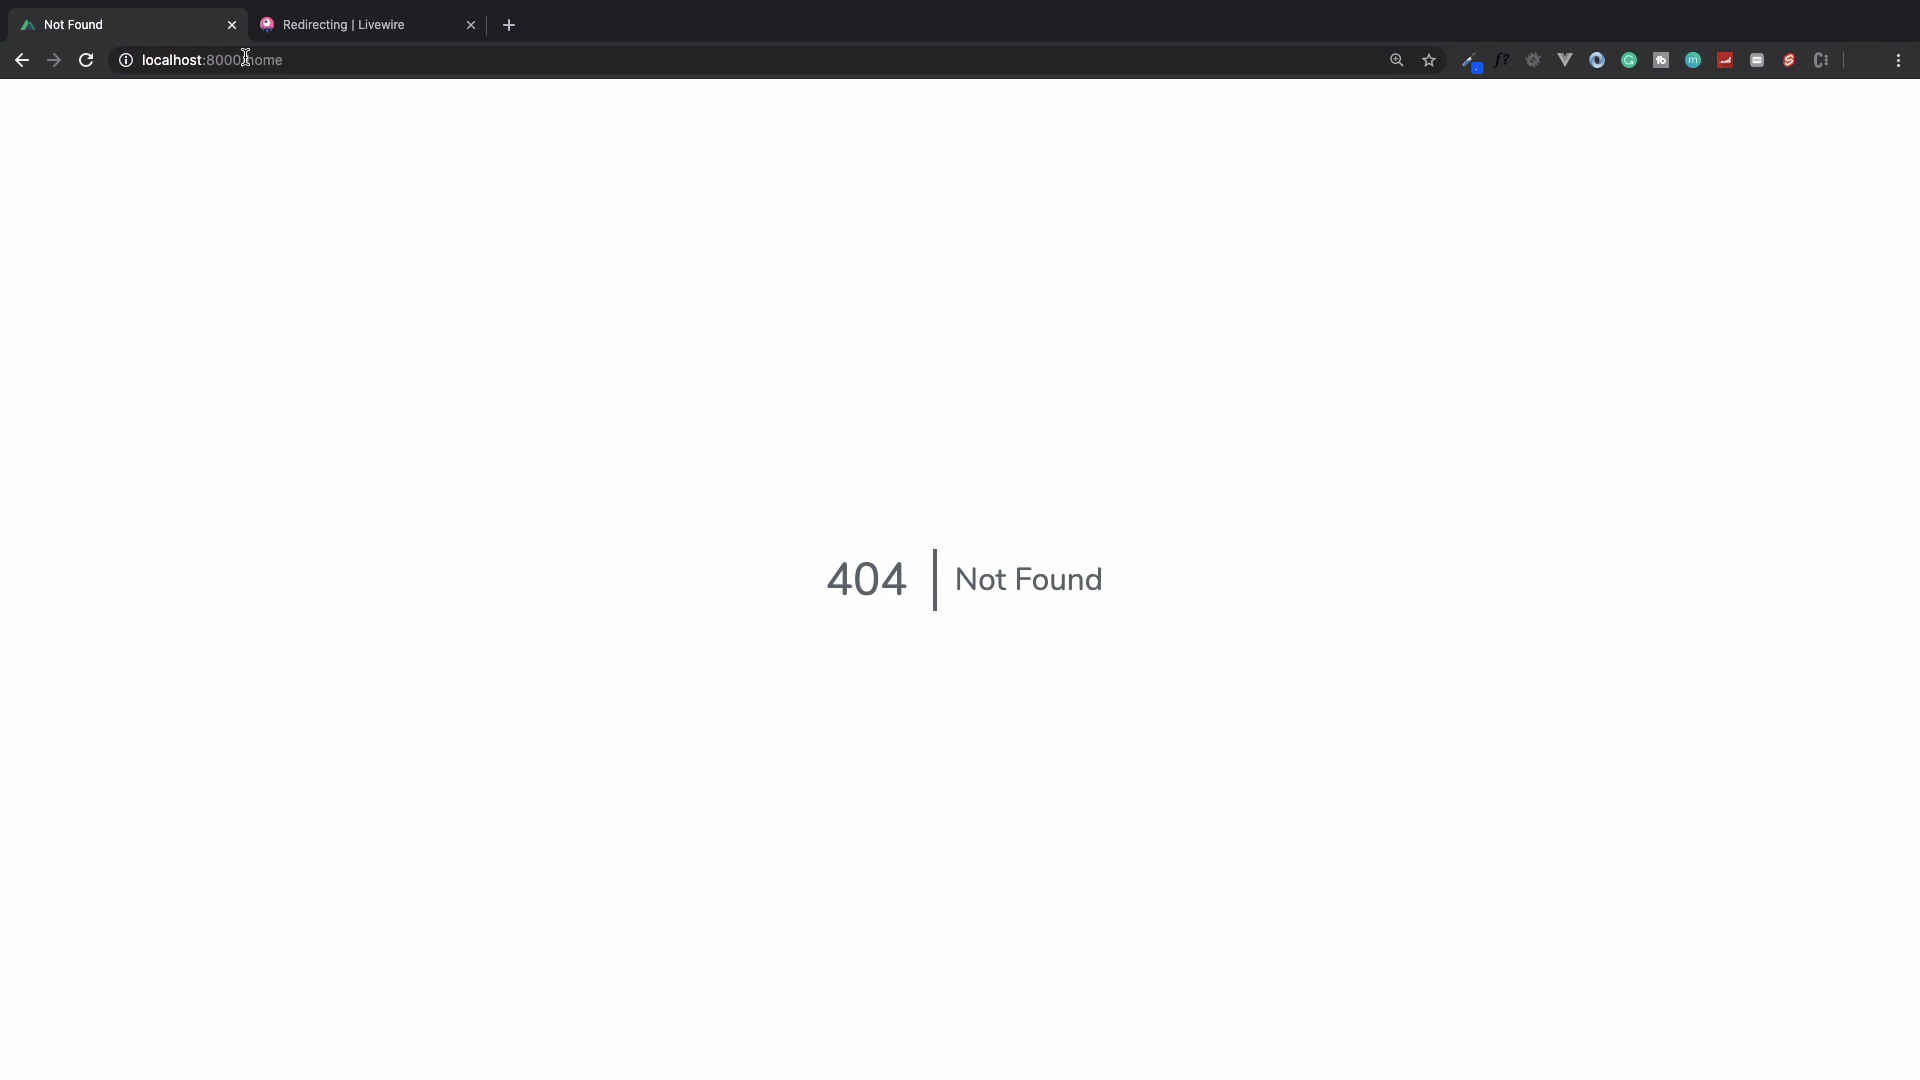 Not Found
Redirecting | Livewire
localhost:8000/home
404 | Not Found